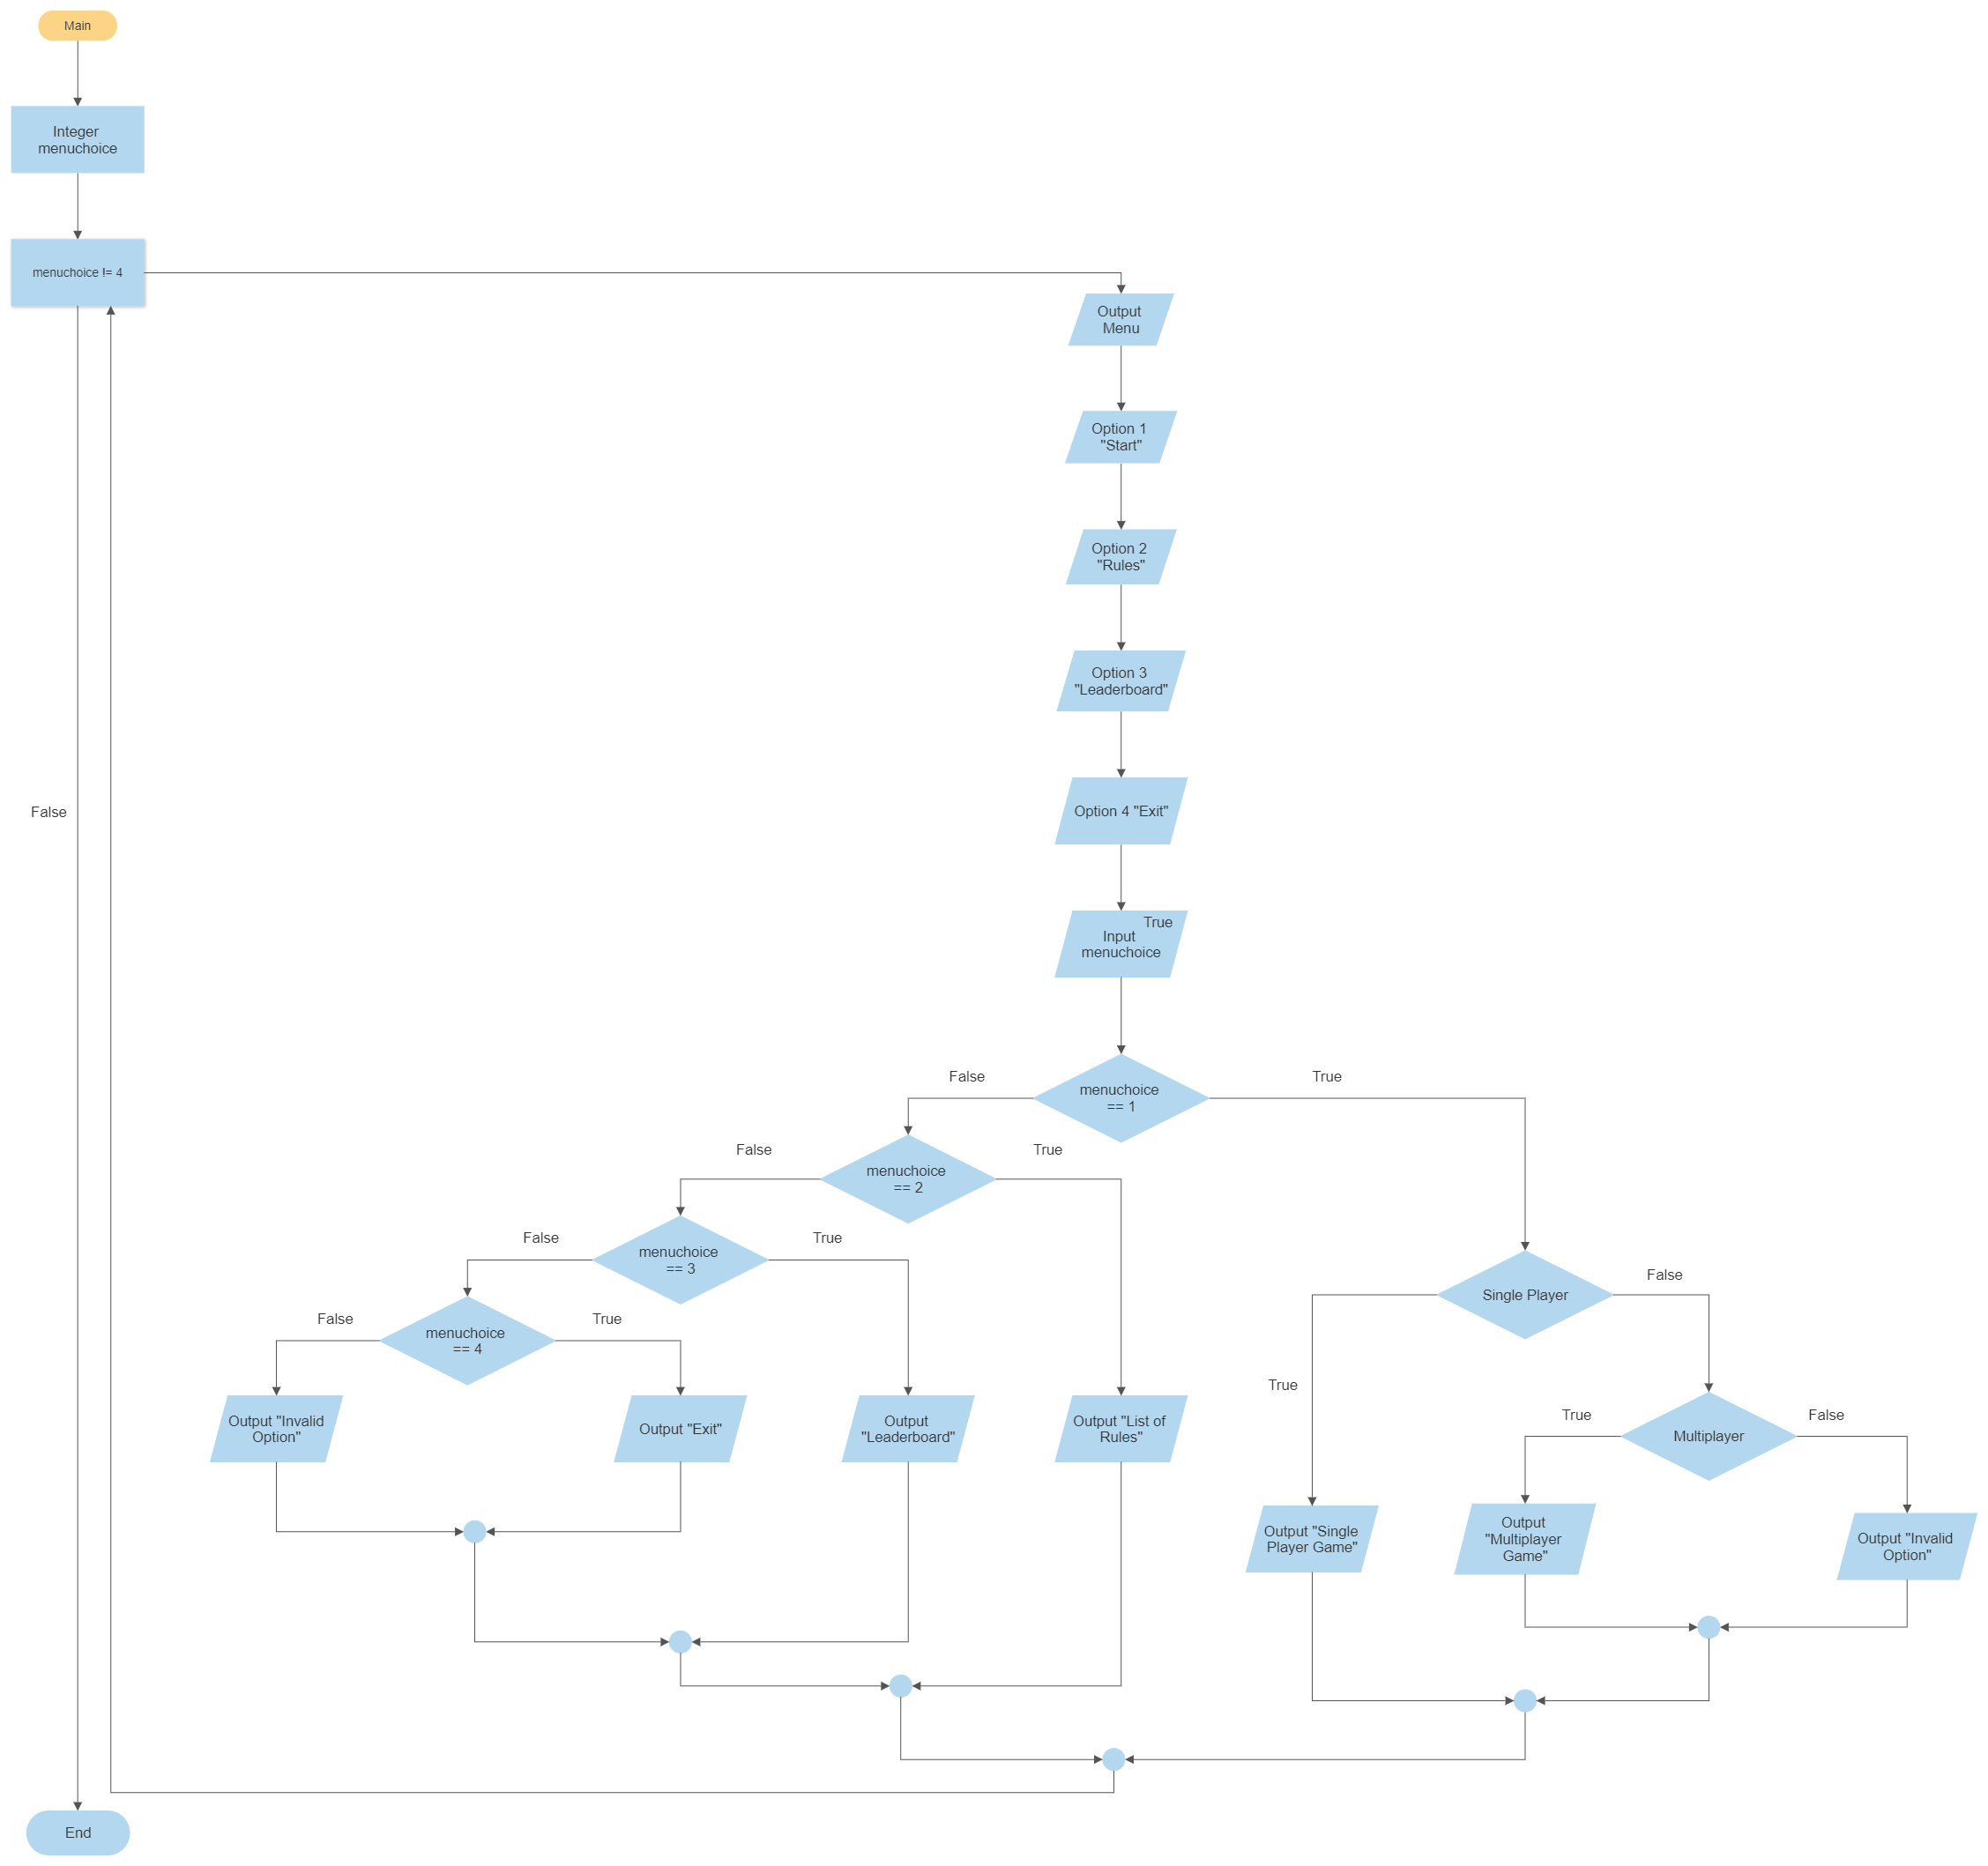 Main
Integer
menuchoice
menuchoice != 4
Output
Menu
Option 1
"Start"
Option 2
"Rules"
Option 3
"Leaderboard"
False
Option 4 "Exit"
True
Input
menuchoice
False
True
menuchoice
== 1
False
True
menuchoice
== 2
False
True
menuchoice
== 3
False
Single Player
False
True
menuchoice
== 4
True
True
False
Multiplayer
Output "Invalid
Option"
Output "Exit"
Output
"Leaderboard"
Output "List of
Rules"
Output "Single
Player Game"
Output
"Multiplayer
Game"
Output "Invalid
Option"
End